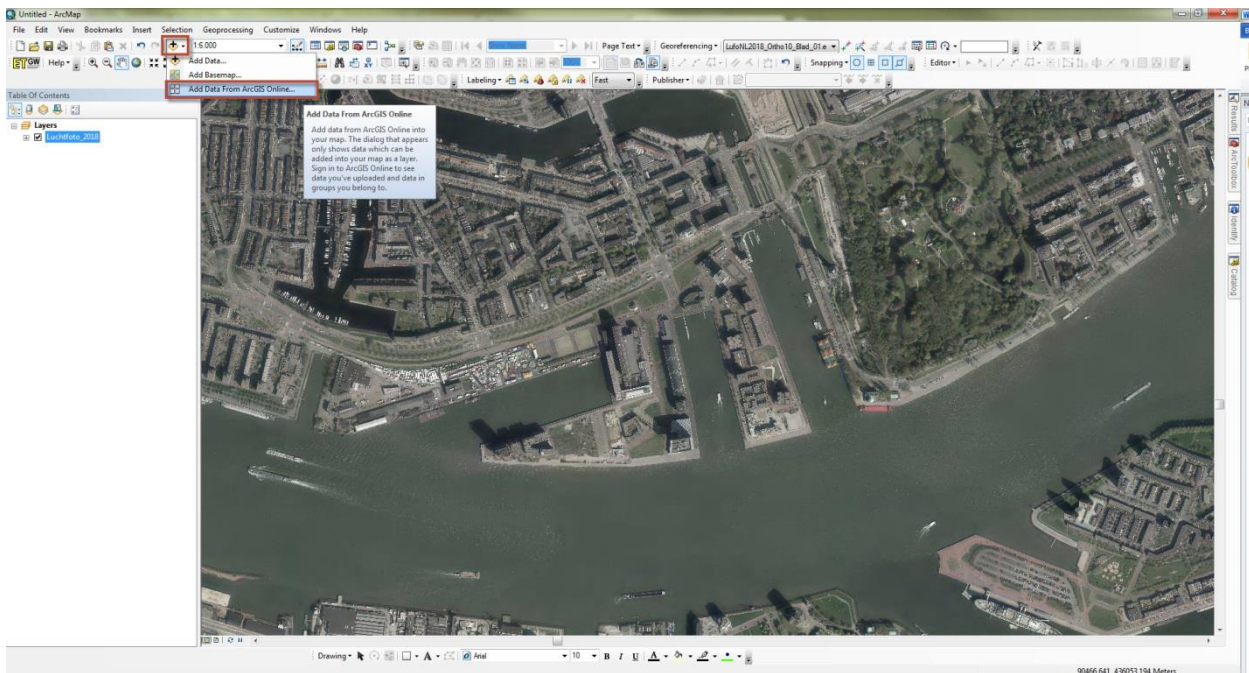 Untitled - ArcMap
File Edit View Bookmarks Insert Selection Geoprocessing Customize Windows Help
1:6.000 Page Text Georeferencing LufoNL2018_Ortho10_Blad_01.e
ETGW Help Add Data... Snapping Editor
Add Basemap... Labeling Fast Publisher
Add Data From ArcGIS Online...
Table Of Contents
Layers
Luchtfoto_2018
Add Data From ArcGIS Online
Add data from ArcGIS Online into
your map. The dialog that appears
only shows data which can be
added into your map as a layer.
Sign in to ArcGIS Online to see
data you've uploaded and data in
groups you belong to.
Results
ArcToolbox
Identify
Catalog
Drawing A Arial 10 B I U A
90466,641 436053,194 Meters